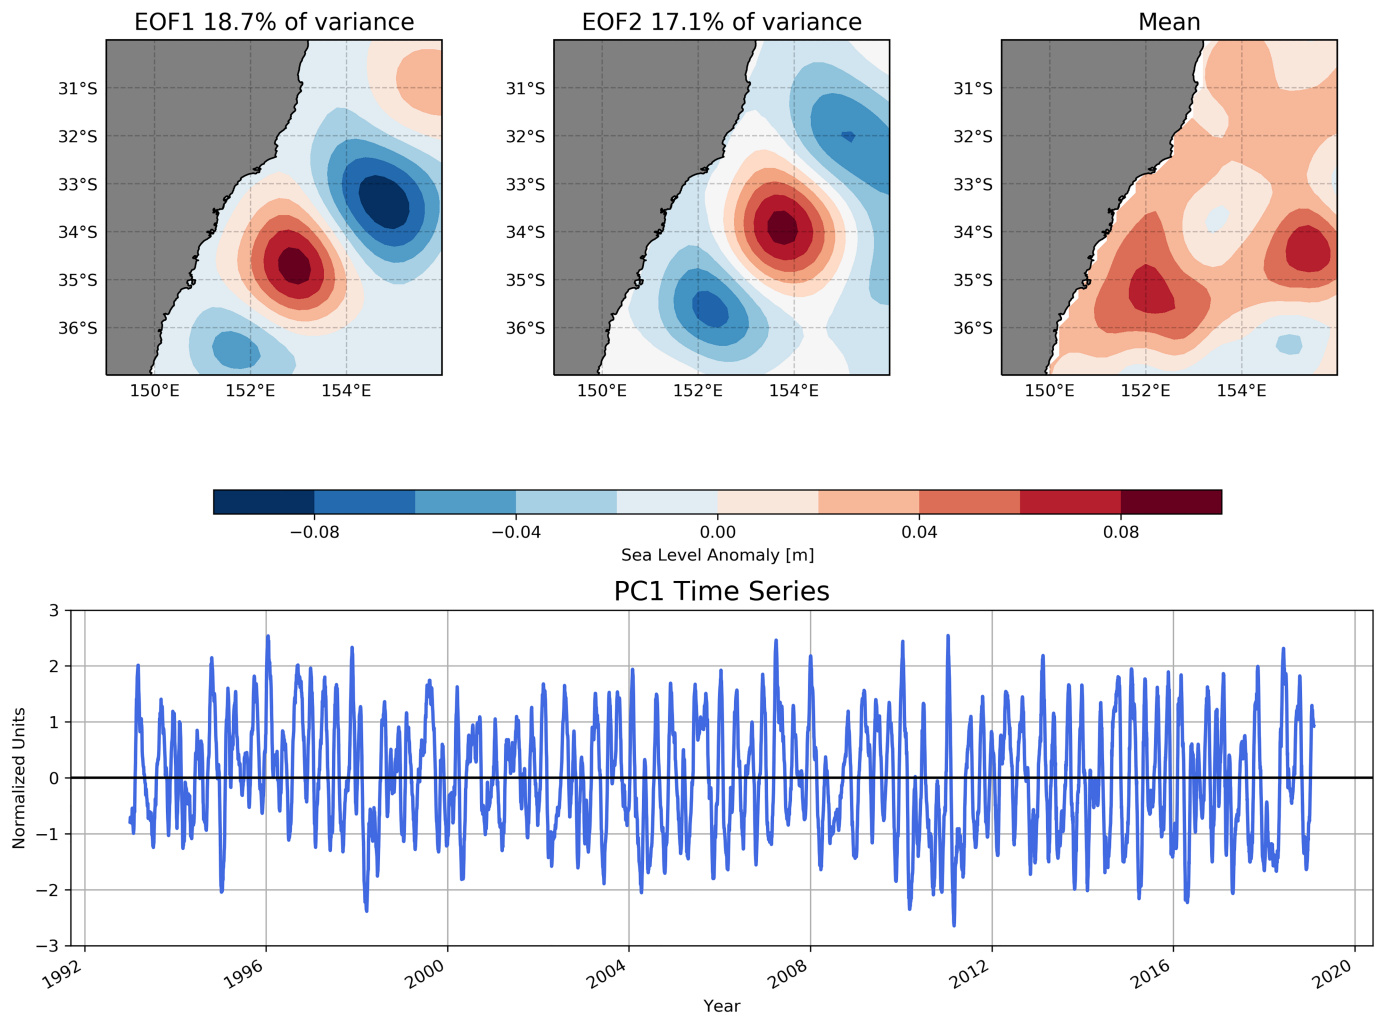 EOF1 18.7% of variance
EOF2 17.1% of variance
Mean
31°S
32°S
33°S
34°S
35°S
36°S
150°E 152°E 154°E
31°S
32°S
33°S
34°S
35°S
36°S
150°E 152°E 154°E
31°S
32°S
33°S
34°S
35°S
36°S
150°E 152°E 154°E
−0.08 −0.04 0.00 0.04 0.08
Sea Level Anomaly [m]
PC1 Time Series
Normalized Units
3
2
1
0
−1
−2
−3
1992 1996 2000 2004 2008 2012 2016 2020
Year